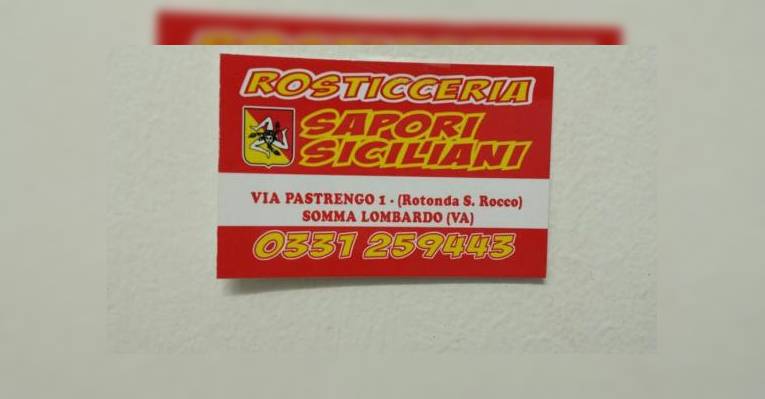 ROSTICCERIA
SAPORI
SICILIANI
VIA PASTRENGO 1 - (Rotonda S. Rocco)
SOMMA LOMBARDO (VA)
0331 259443